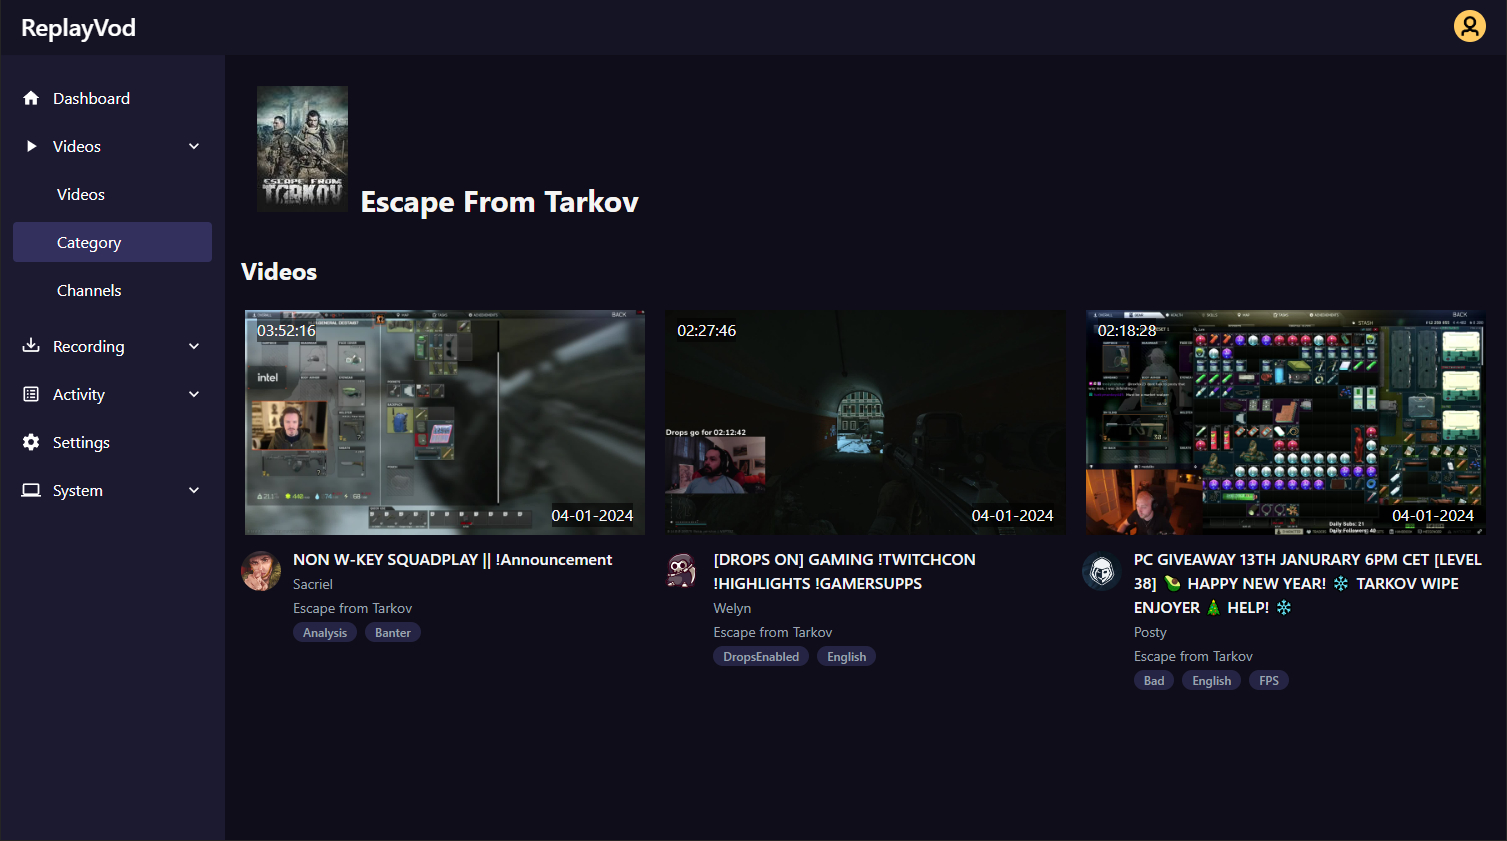 ReplayVod
Dashboard
Videos
Videos
Category
Channels
Recording
Activity
Settings
System
ESCAPE FROM
TARKOV
Escape From Tarkov
Videos
03:52:16
BACK
intel
04-01-2024
NON W-KEY SQUADPLAY || !Announcement
Sacriel
Escape from Tarkov
Analysis
Banter
02:27:46
Drops go for 02:12:42
04-01-2024
[DROPS ON] GAMING !TWITCHCON
!HIGHLIGHTS !GAMERSUPPS
Welyn
Escape from Tarkov
DropsEnabled
English
02:18:28
BACK
STASH
Daily Subs: 21
Daily Followers: 40
04-01-2024
PC GIVEAWAY 13TH JANURARY 6PM CET [LEVEL
38] 🥑 HAPPY NEW YEAR! ❄️ TARKOV WIPE
ENJOYER 🎄 HELP! ❄️
Posty
Escape from Tarkov
Bad
English
FPS